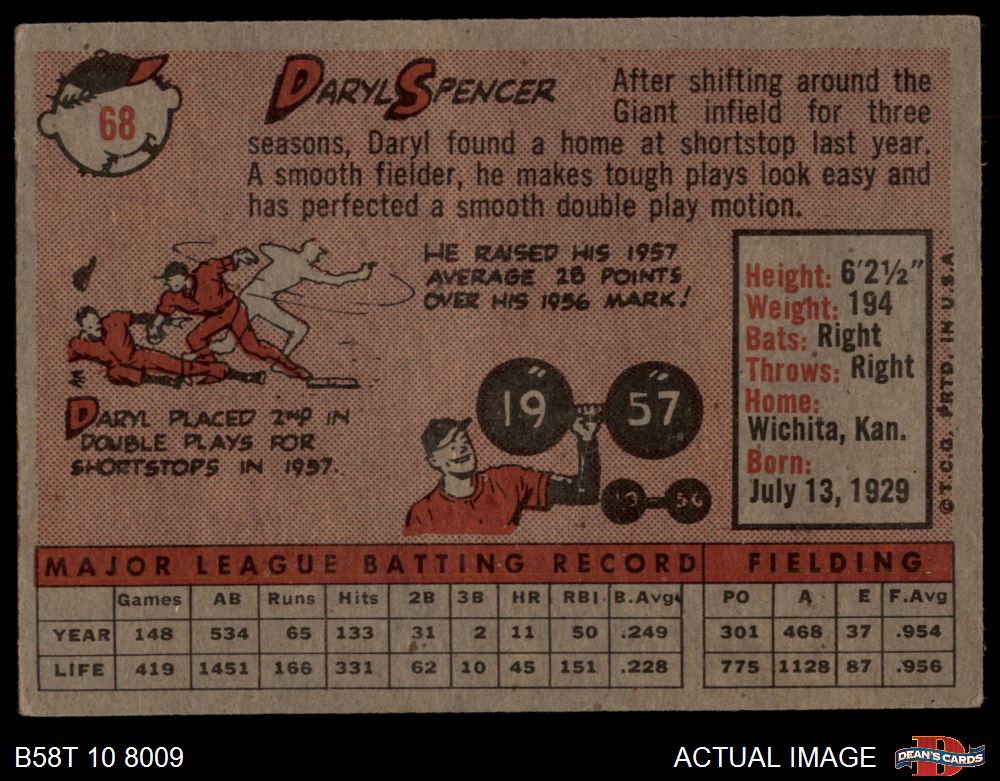 68
DARYL SPENCER
After shifting around the
Giant infield for three
seasons, Daryl found a home at shortstop last year.
A smooth fielder, he makes tough plays look easy and
has perfected a smooth double play motion.
HE RAISED HIS 1957
AVERAGE 28 POINTS
OVER HIS 1956 MARK!
DARYL PLACED 2ND IN
DOUBLE PLAYS FOR
SHORTSTOPS IN 1957.
19 57
19 56
Height: 6'2½"
Weight: 194
Bats: Right
Throws: Right
Home:
Wichita, Kan.
Born:
July 13, 1929
© T.C.G. PRTD. IN U.S.A.
MAJOR LEAGUE BATTING RECORD FIELDING
Games AB Runs Hits 2B 3B HR RBI B.Avg. PO A E F.Avg
YEAR 148 534 65 133 31 2 11 50 .249 301 468 37 .954
LIFE 419 1451 166 331 62 10 45 151 .228 775 1128 87 .956
B58T 10 8009 ACTUAL IMAGE
D
DEAN'S CARDS